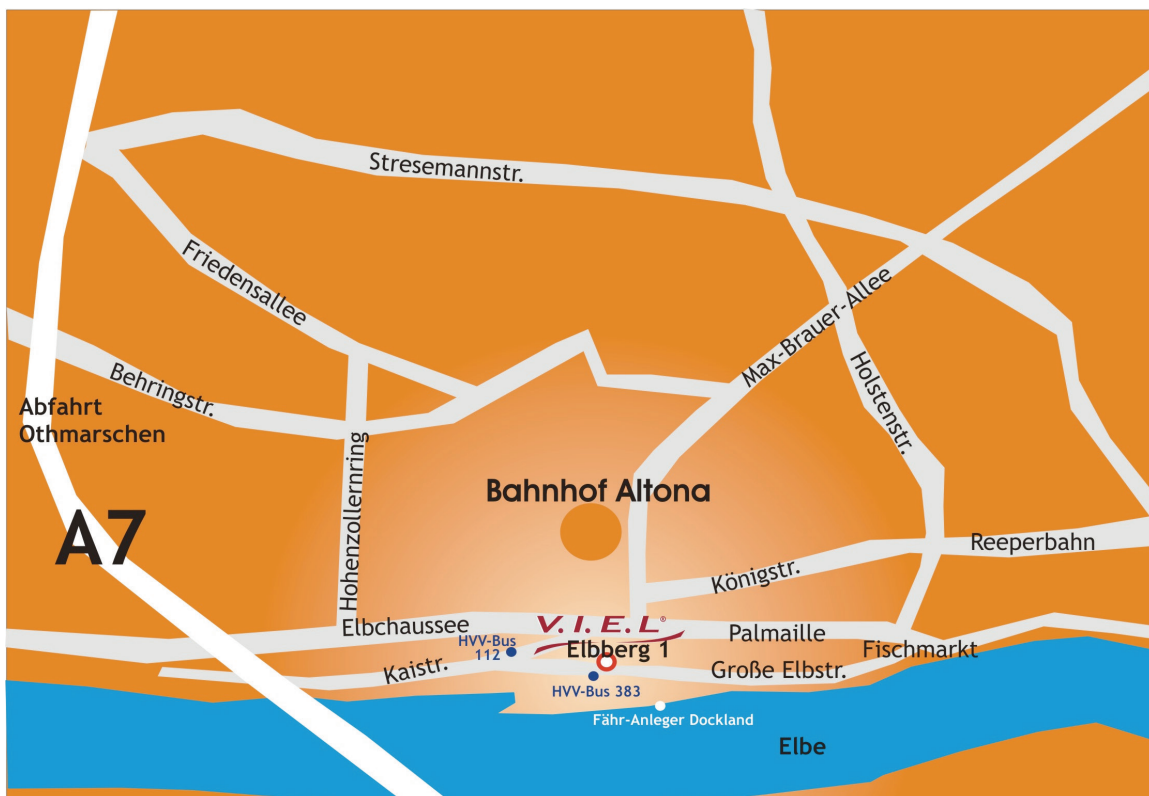 Stresemannstr.
Friedensallee
Max-Brauer-Allee
Behringstr.
Holstenstr.
Abfahrt
Othmarschen
Hohenzollernring
Bahnhof Altona
A7
Reeperbahn
Königstr.
V.I.E.L®
Elbchaussee
Palmaille
HVV-Bus
112
Elbberg 1
Fischmarkt
Kaistr.
Große Elbstr.
HVV-Bus 383
Fähr-Anleger Dockland
Elbe